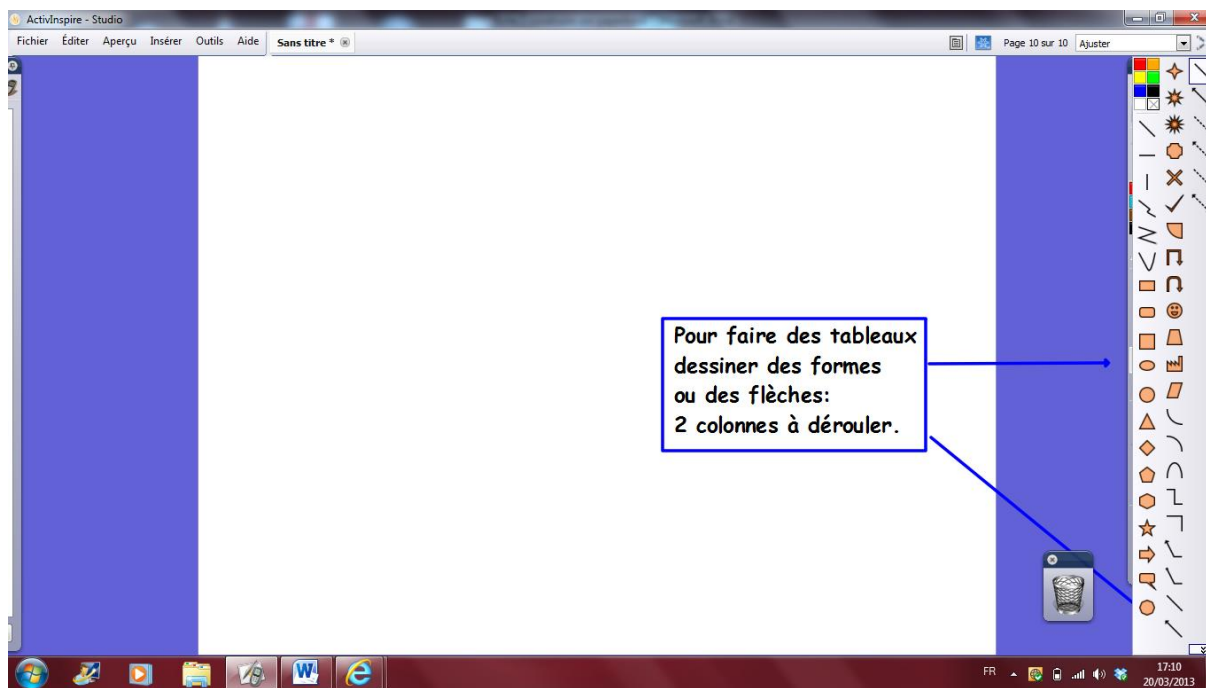 ActivInspire - Studio
Fichier Éditer Aperçu Insérer Outils Aide Sans titre * Page 10 sur 10 Ajuster
Pour faire des tableaux
dessiner des formes
ou des flèches:
2 colonnes à dérouler.
FR 17:10
20/03/2013